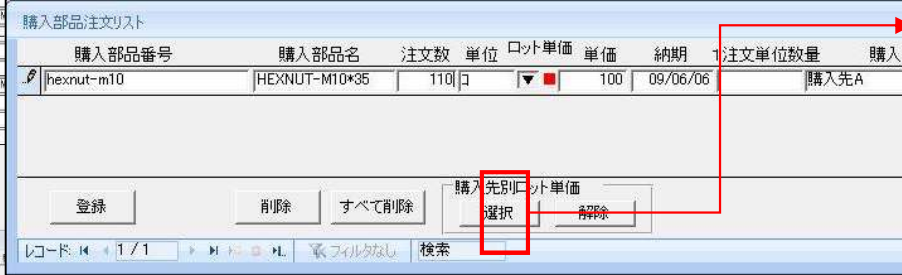 購入部品注文リスト
購入部品番号 購入部品名 注文数 単位 ロット単価 単価 納期 1注文単位数量 購入
hexnut-m10 HEXNUT-M10*35 110 コ 100 09/06/06 購入先A
購入先別ロット単価
登録 削除 すべて削除 選択 解除
レコード: 1 / 1 フィルタなし 検索